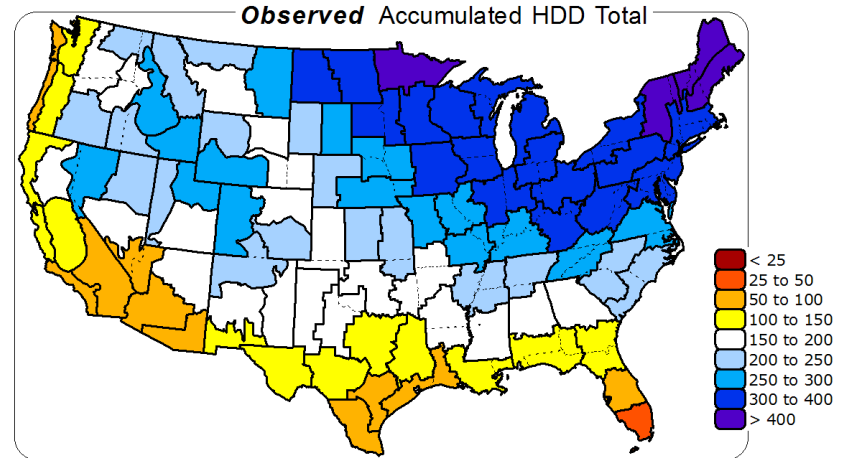 Observed Accumulated HDD Total
< 25
25 to 50
50 to 100
100 to 150
150 to 200
200 to 250
250 to 300
300 to 400
> 400